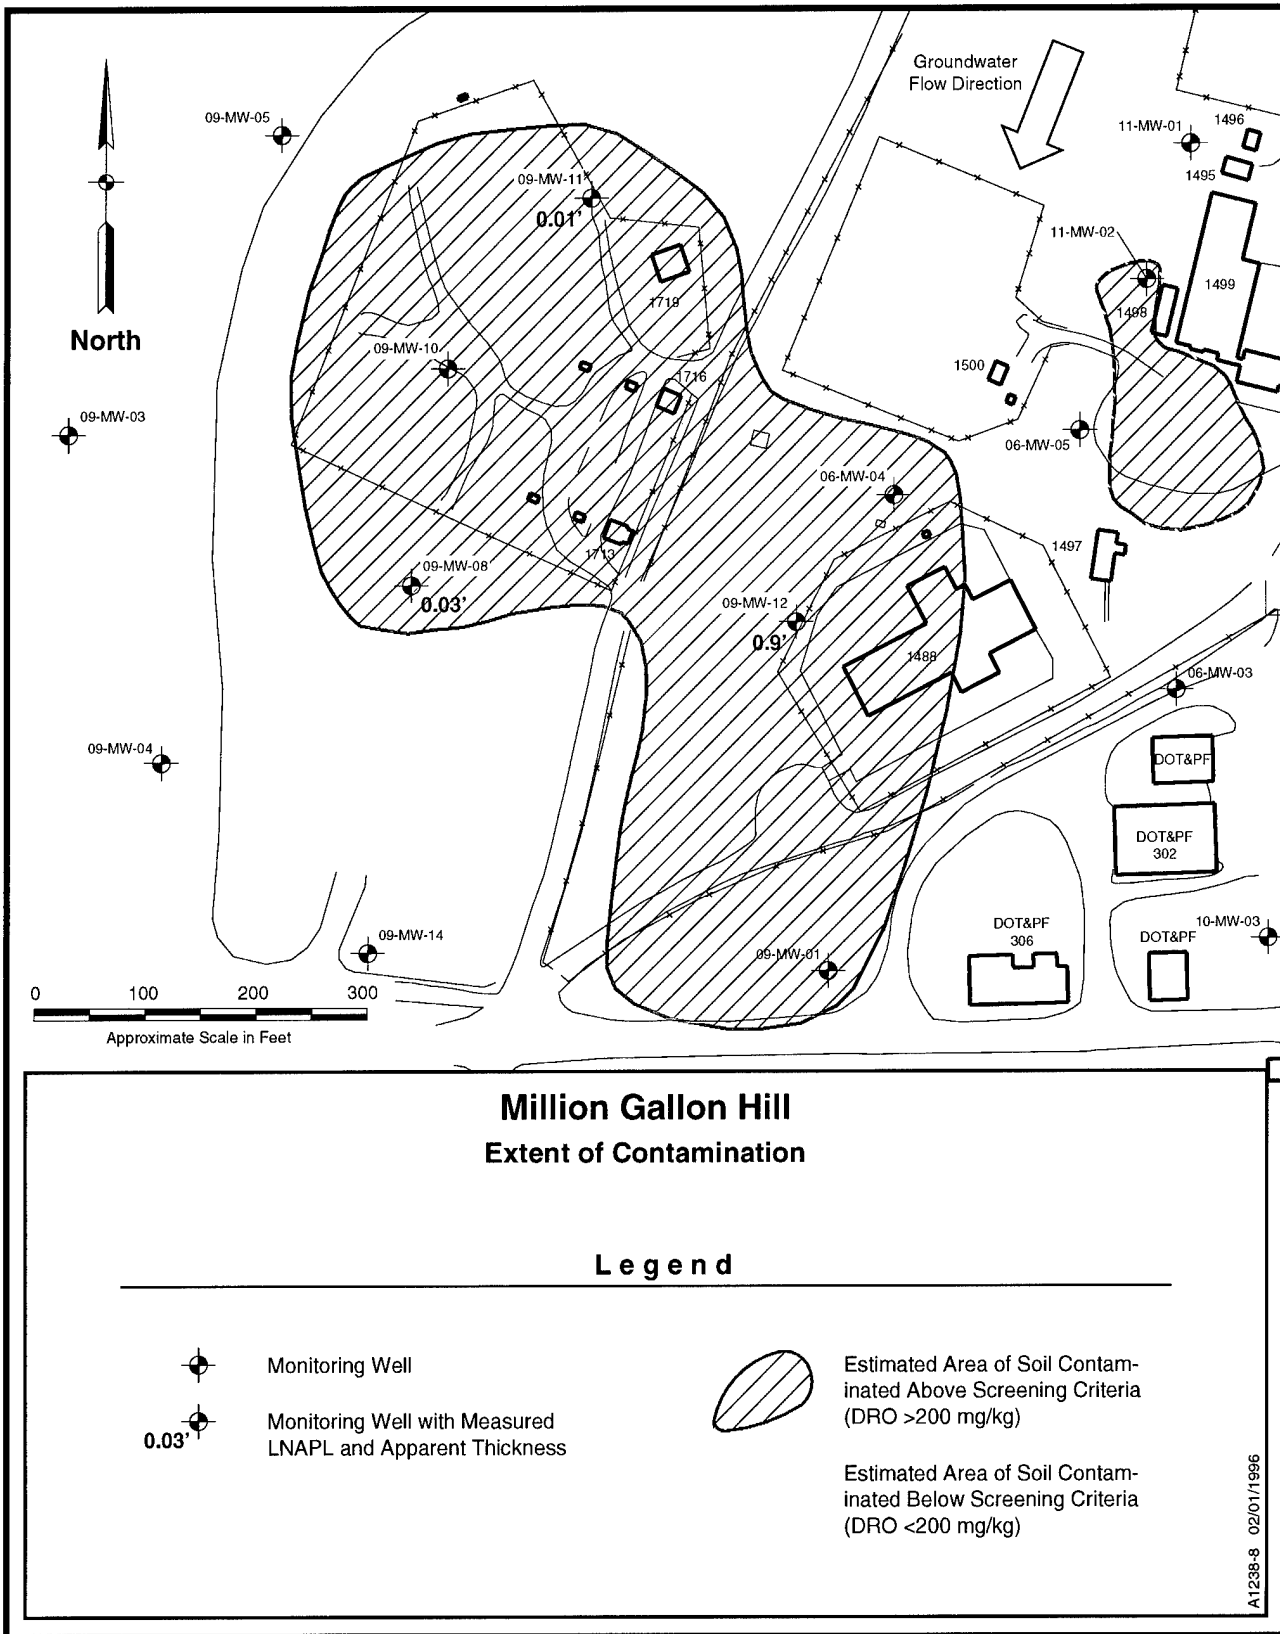 Groundwater
Flow Direction
09-MW-05
11-MW-01
1496
1495
09-MW-11
0.01'
11-MW-02
1719
1498
1499
North
09-MW-10
1716
1500
09-MW-03
06-MW-05
06-MW-04
1713
1497
09-MW-08
0.03'
09-MW-12
0.9'
1488
06-MW-03
09-MW-04
DOT&PF
DOT&PF
302
09-MW-14
DOT&PF
306
DOT&PF
10-MW-03
09-MW-01
0 100 200 300
Approximate Scale in Feet
Million Gallon Hill
Extent of Contamination
Legend
Monitoring Well
0.03'
Monitoring Well with Measured
LNAPL and Apparent Thickness
Estimated Area of Soil Contam-
inated Above Screening Criteria
(DRO >200 mg/kg)
Estimated Area of Soil Contam-
inated Below Screening Criteria
(DRO <200 mg/kg)
A1238-8 02/01/1996